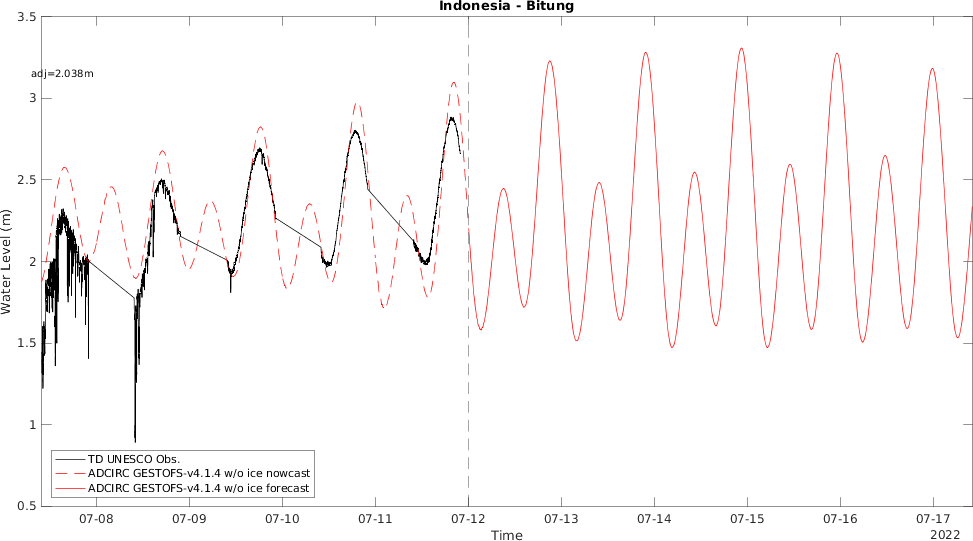 Indonesia - Bitung
adj=2.038m
3.5
3
2.5
2
1.5
1
0.5
Water Level (m)
TD UNESCO Obs.
ADCIRC GESTOFS-v4.1.4 w/o ice nowcast
ADCIRC GESTOFS-v4.1.4 w/o ice forecast
07-08 07-09 07-10 07-11 07-12 07-13 07-14 07-15 07-16 07-17
2022
Time